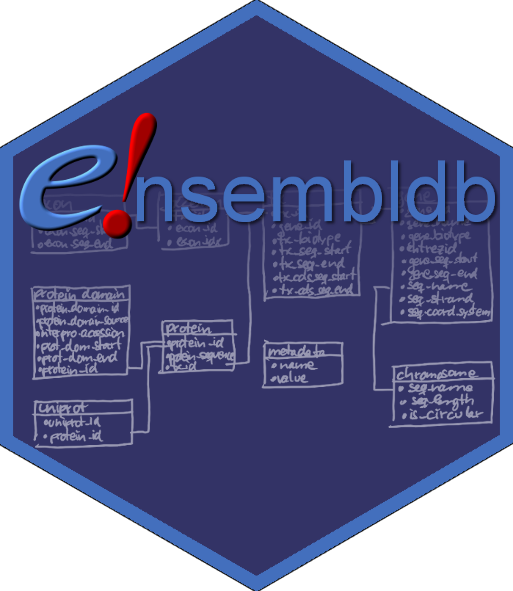 e!nsembldb
exon
exon_seq_start
exon_seq_end
exon_id
exon_idx
gene_id
tx_biotype
tx_seq_start
tx_seq_end
tx_cds_seq_start
tx_cds_seq_end
gene_name
gene_biotype
entrezid
gene_seq_start
gene_seq_end
seq_name
seq_strand
seq_coord_system
protein_domain
protein_domain_id
protein_domain_source
interpro_accession
prot_dom_start
prot_dom_end
protein_id
protein
protein_id
protein_sequence
tx_id
metadata
name
value
chromosome
seq_name
seq_length
is_circular
uniprot
uniprot_id
protein_id